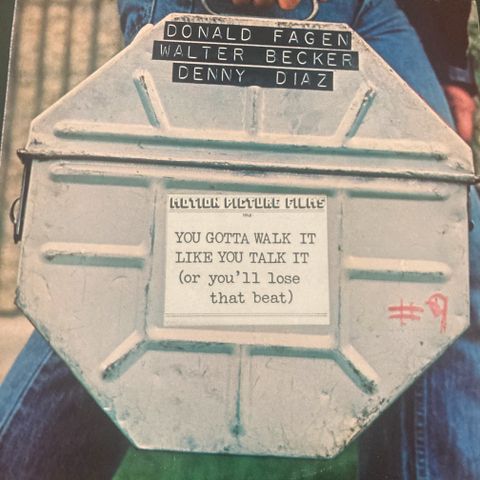 DONALD FAGEN
WALTER BECKER
DENNY DIAZ
MOTION PICTURE FILMS
YOU GOTTA WALK IT
LIKE YOU TALK IT
(or you'll lose
that beat)
#9